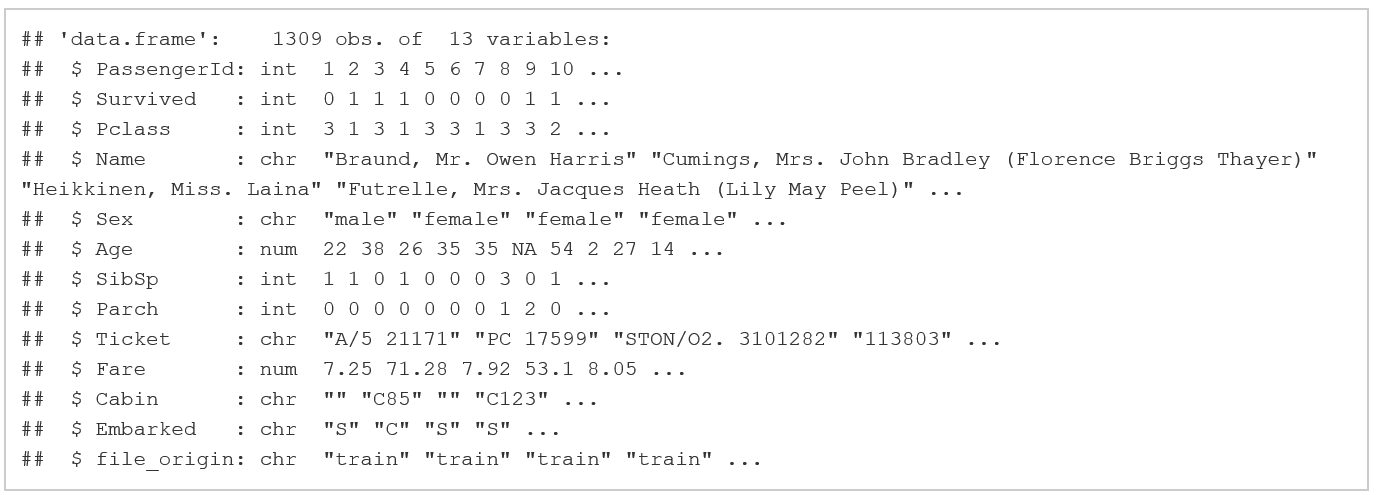 ## 'data.frame':    1309 obs. of  13 variables:
##  $ PassengerId: int  1 2 3 4 5 6 7 8 9 10 ...
##  $ Survived   : int  0 1 1 1 0 0 0 0 1 1 ...
##  $ Pclass     : int  3 1 3 1 3 3 1 3 3 2 ...
##  $ Name       : chr  "Braund, Mr. Owen Harris" "Cumings, Mrs. John Bradley (Florence Briggs Thayer)"
"Heikkinen, Miss. Laina" "Futrelle, Mrs. Jacques Heath (Lily May Peel)" ...
##  $ Sex        : chr  "male" "female" "female" "female" ...
##  $ Age        : num  22 38 26 35 35 NA 54 2 27 14 ...
##  $ SibSp      : int  1 1 0 1 0 0 0 3 0 1 ...
##  $ Parch      : int  0 0 0 0 0 0 0 1 2 0 ...
##  $ Ticket     : chr  "A/5 21171" "PC 17599" "STON/O2. 3101282" "113803" ...
##  $ Fare       : num  7.25 71.28 7.92 53.1 8.05 ...
##  $ Cabin      : chr  "" "C85" "" "C123" ...
##  $ Embarked   : chr  "S" "C" "S" "S" ...
##  $ file_origin: chr  "train" "train" "train" "train" ...